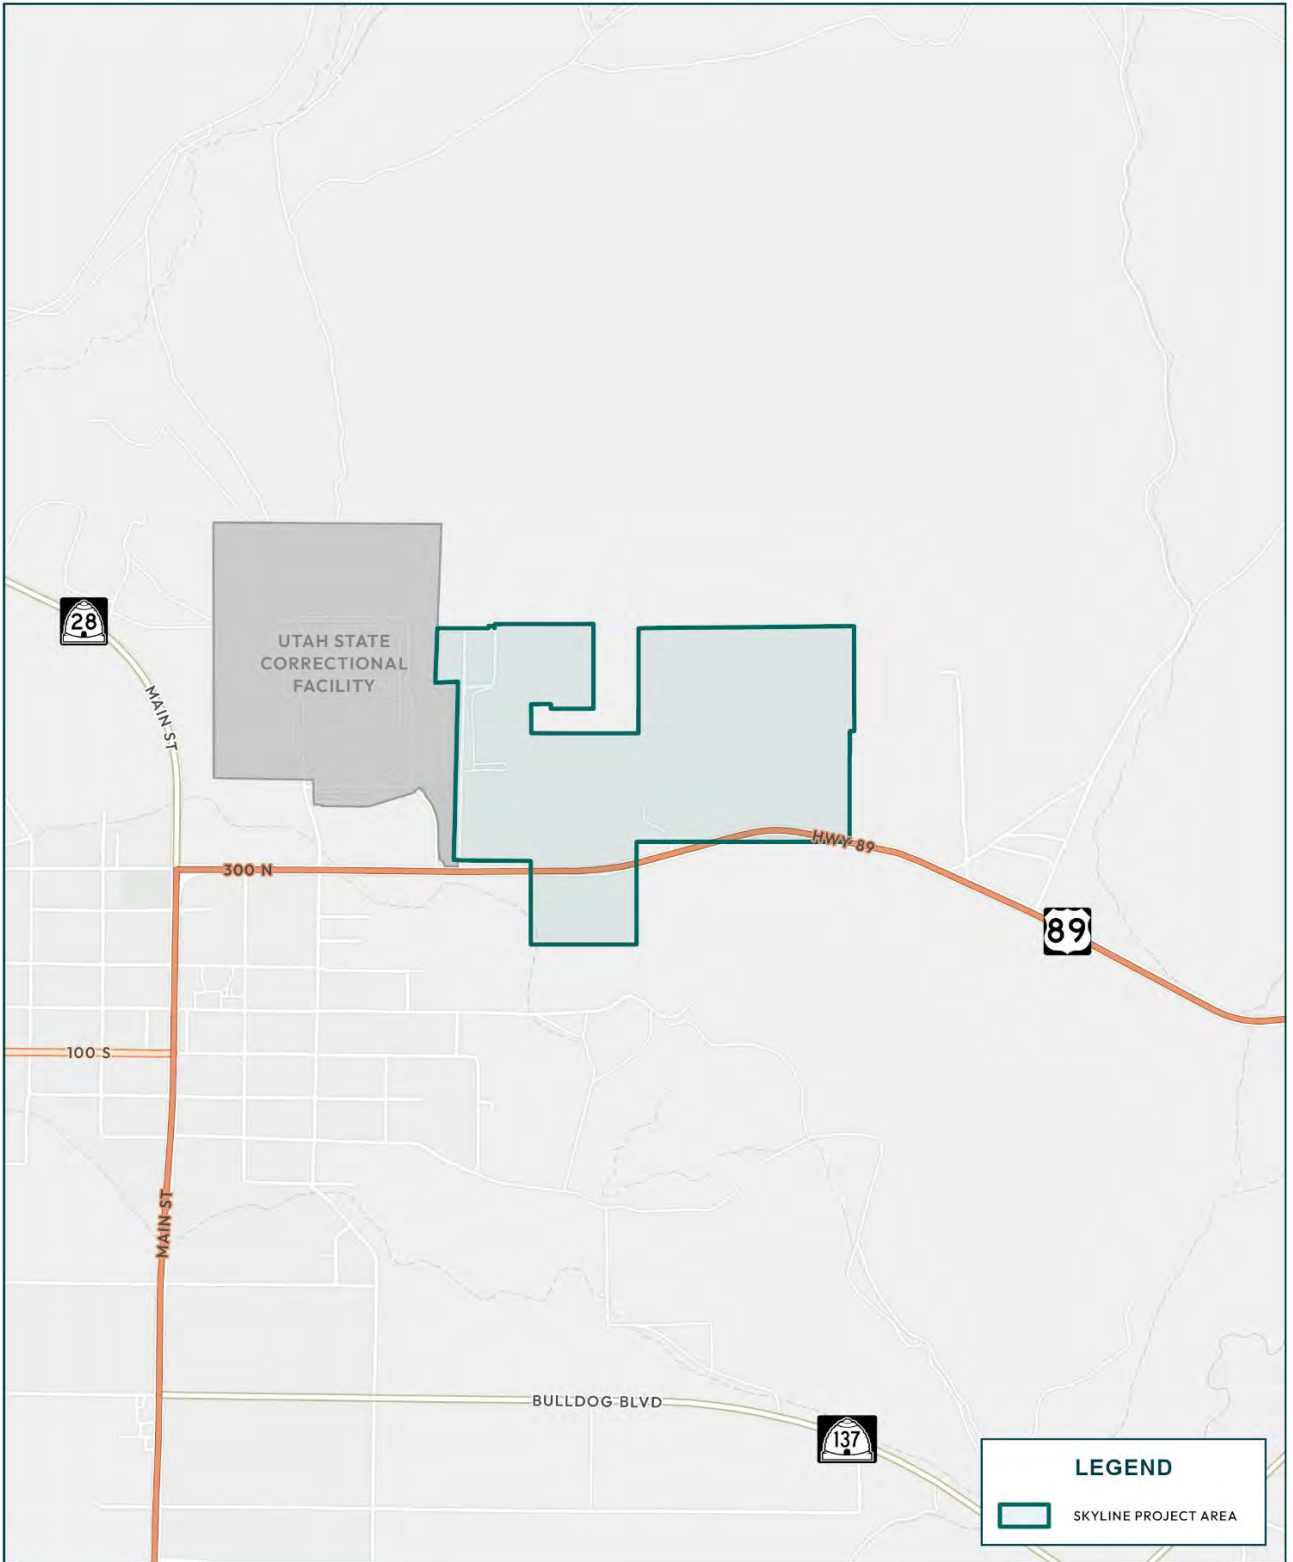 28
UTAH STATE
CORRECTIONAL
FACILITY
MAIN ST
HWY 89
300 N
89
100 S
MAIN ST
BULLDOG BLVD
137
LEGEND
SKYLINE PROJECT AREA